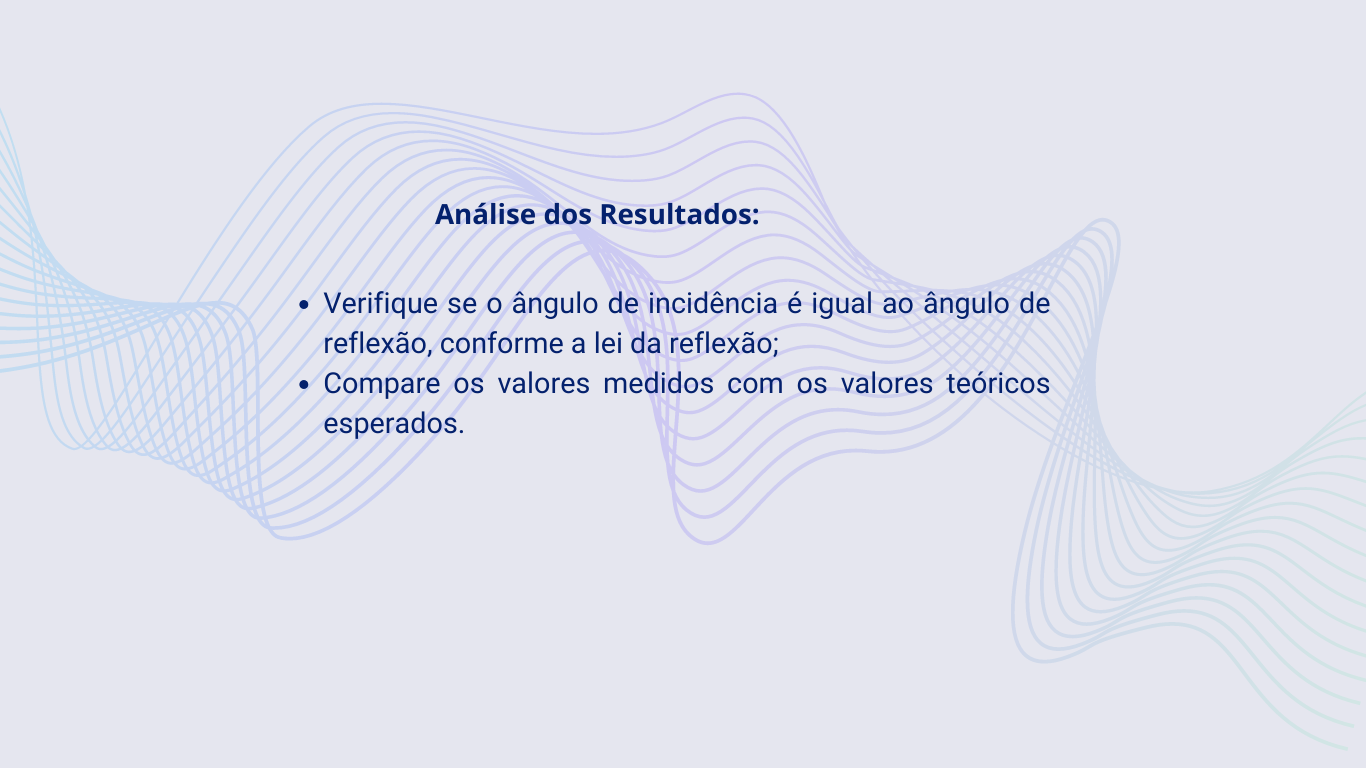 Análise dos Resultados:
• Verifique se o ângulo de incidência é igual ao ângulo de
reflexão, conforme a lei da reflexão;
• Compare os valores medidos com os valores teóricos
esperados.